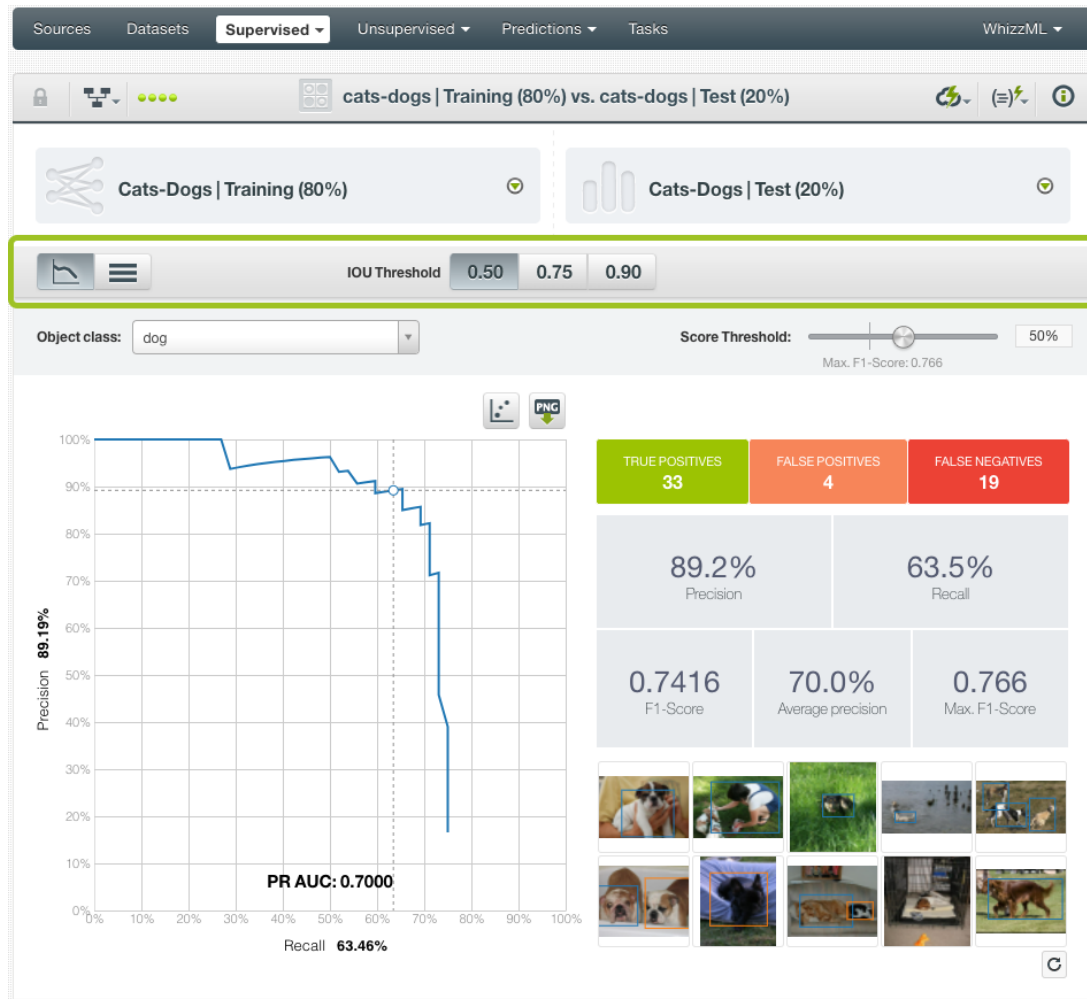 Sources Datasets Supervised Unsupervised Predictions Tasks WhizzML
cats-dogs | Training (80%) vs. cats-dogs | Test (20%)
Cats-Dogs | Training (80%) Cats-Dogs | Test (20%)
IOU Threshold 0.50 0.75 0.90
Object class: dog Score Threshold: 50%
Max. F1-Score: 0.766
PNG
100%
90%
80%
70%
60%
50%
40%
30%
20%
10%
0%
Precision 89.19%
PR AUC: 0.7000
0% 10% 20% 30% 40% 50% 60% 70% 80% 90% 100%
Recall 63.46%
TRUE POSITIVES FALSE POSITIVES FALSE NEGATIVES
33 4 19
89.2% 63.5%
Precision Recall
0.7416 70.0% 0.766
F1-Score Average precision Max. F1-Score